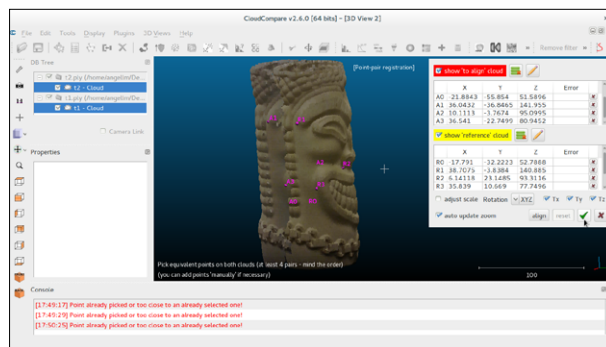 CloudCompare v2.6.0 [64 bits] - [3D View 2]
File Edit Tools Display Plugins 3D Views Help
Remove filter
DB Tree
t2.ply (/home/angelim/De...
t2 - Cloud
t1.ply (/home/angelim/De...
t1 - Cloud
Camera Link
Properties
[Point-pair registration]
show 'to align' cloud
X Y Z Error
A0 -21.8843 -55.854 51.5896
A1 36.0432 -36.8465 141.955
A2 10.1113 -3.7674 95.0995
A3 36.541 -22.7499 80.9452
show 'reference' cloud
X Y Z Error
R0 17.791 -32.2223 52.7888
R1 38.7075 -3.8384 140.885
R2 6.14118 23.1485 93.3116
R3 35.839 10.669 77.7496
adjust scale Rotation XYZ Tx Ty Tz
auto update zoom align reset
Pick equivalent points on both clouds (at least 4 pairs - mind the order)
(you can add points 'manually' if necessary)
100
Console
[17:49:17] Point already picked or too close to an already selected one!
[17:49:29] Point already picked or too close to an already selected one!
[17:50:25] Point already picked or too close to an already selected one!